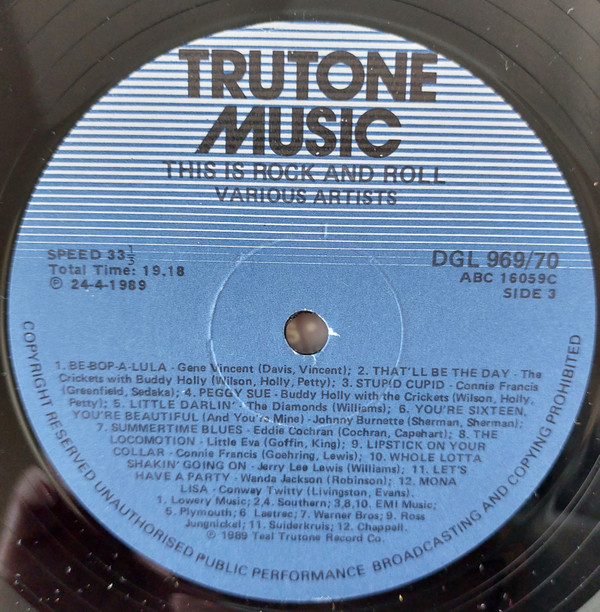 TRUTONE
MUSIC
THIS IS ROCK AND ROLL
VARIOUS ARTISTS
SPEED 33⅓
Total Time: 19.18
℗ 24-4-1989
DGL 969/70
ABC 16059C
SIDE 3
1. BE-BOP-A-LULA - Gene Vincent (Davis, Vincent); 2. THAT'LL BE THE DAY - The
Crickets with Buddy Holly (Wilson, Holly, Petty); 3. STUPID CUPID - Connie Francis
(Greenfield, Sedaka); 4. PEGGY SUE - Buddy Holly with the Crickets (Wilson, Holly,
Petty); 5. LITTLE DARLIN' - The Diamonds (Williams); 6. YOU'RE SIXTEEN,
YOU'RE BEAUTIFUL (And You're Mine) - Johnny Burnette (Sherman, Sherman);
7. SUMMERTIME BLUES - Eddie Cochran (Cochran, Capehart); 8. THE
LOCOMOTION - Little Eva (Goffin, King); 9. LIPSTICK ON YOUR
COLLAR - Connie Francis (Goehring, Lewis); 10. WHOLE LOTTA
SHAKIN' GOING ON - Jerry Lee Lewis (Williams); 11. LET'S
HAVE A PARTY - Wanda Jackson (Robinson); 12. MONA
LISA - Conway Twitty (Livingston, Evans).
1. Lowery Music; 2,4. Southern; 3,8,10. EMI Music;
5. Plymouth; 6. Lastrec; 7. Warner Bros; 9. Ross
Jungnickel; 11. Suiderkruis; 12. Chappell.
℗ 1989 Teal Trutone Record Co.
COPYRIGHT RESERVED UNAUTHORISED PUBLIC PERFORMANCE BROADCASTING AND COPYING PROHIBITED